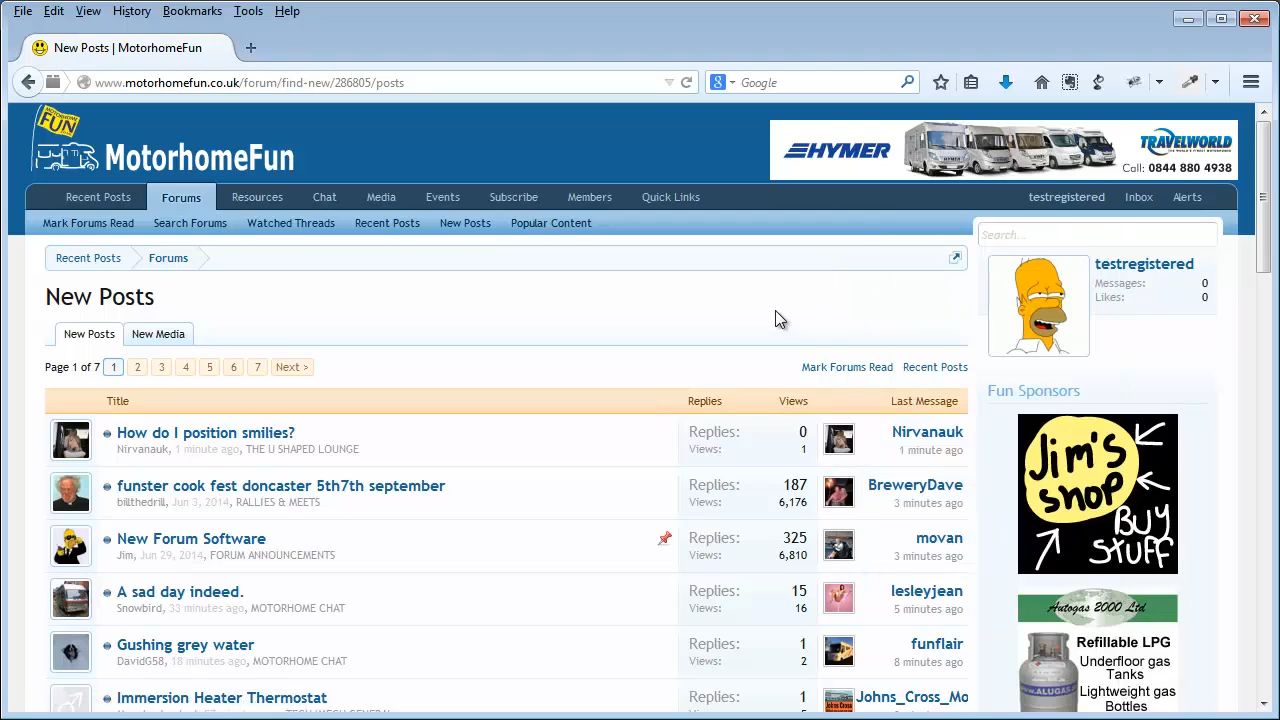 File Edit View History Bookmarks Tools Help
New Posts | MotorhomeFun
www.motorhomefun.co.uk/forum/find-new/286805/posts
Google
MOTORHOME FUN
MotorhomeFun
HYMER
TRAVELWORLD
Call: 0844 880 4938
Recent Posts Forums Resources Chat Media Events Subscribe Members Quick Links testregistered Inbox Alerts
Mark Forums Read Search Forums Watched Threads Recent Posts New Posts Popular Content
Search...
Recent Posts Forums
testregistered
Messages: 0
Likes: 0
New Posts
New Posts New Media
Page 1 of 7 1 2 3 4 5 6 7 Next >
Mark Forums Read Recent Posts
Title Replies Views Last Message
How do I position smilies? Replies: 0 Nirvanauk
Nirvanauk, 1 minute ago, THE U SHAPED LOUNGE Views: 1 1 minute ago
funster cook fest doncaster 5th7th september Replies: 187 BreweryDave
billthedrill, Jun 3, 2014, RALLIES & MEETS Views: 6,176 3 minutes ago
New Forum Software Replies: 325 movan
Jim, Jun 29, 2014, FORUM ANNOUNCEMENTS Views: 6,810 3 minutes ago
A sad day indeed. Replies: 15 lesleyjean
Snowbird, 33 minutes ago, MOTORHOME CHAT Views: 16 5 minutes ago
Gushing grey water Replies: 1 funflair
DavidG58, 18 minutes ago, MOTORHOME CHAT Views: 2 8 minutes ago
Immersion Heater Thermostat Replies: 1 Johns_Cross_Mo
Fun Sponsors
Jim's
shop
BUY
STUFF
Autogas 2000 Ltd
Refillable LPG
Underfloor gas
Tanks
Lightweight gas
Bottles
www.ALUGAS.